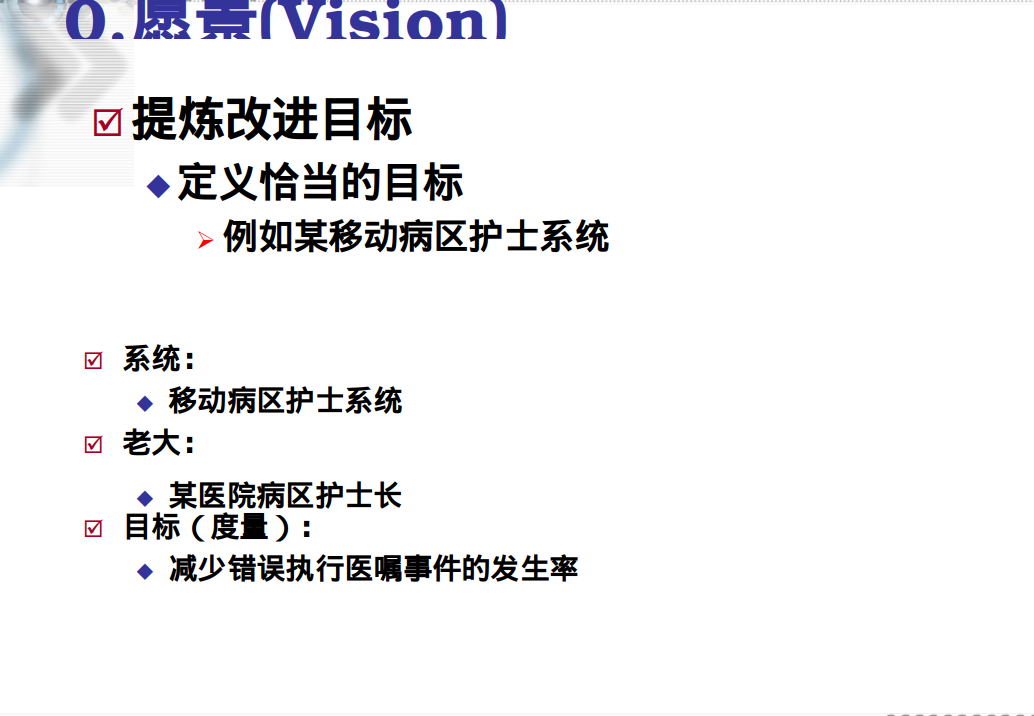 0.愿景(Vision)
提炼改进目标
定义恰当的目标
例如某移动病区护士系统
系统:
移动病区护士系统
老大:
某医院病区护士长
目标（度量）:
减少错误执行医嘱事件的发生率